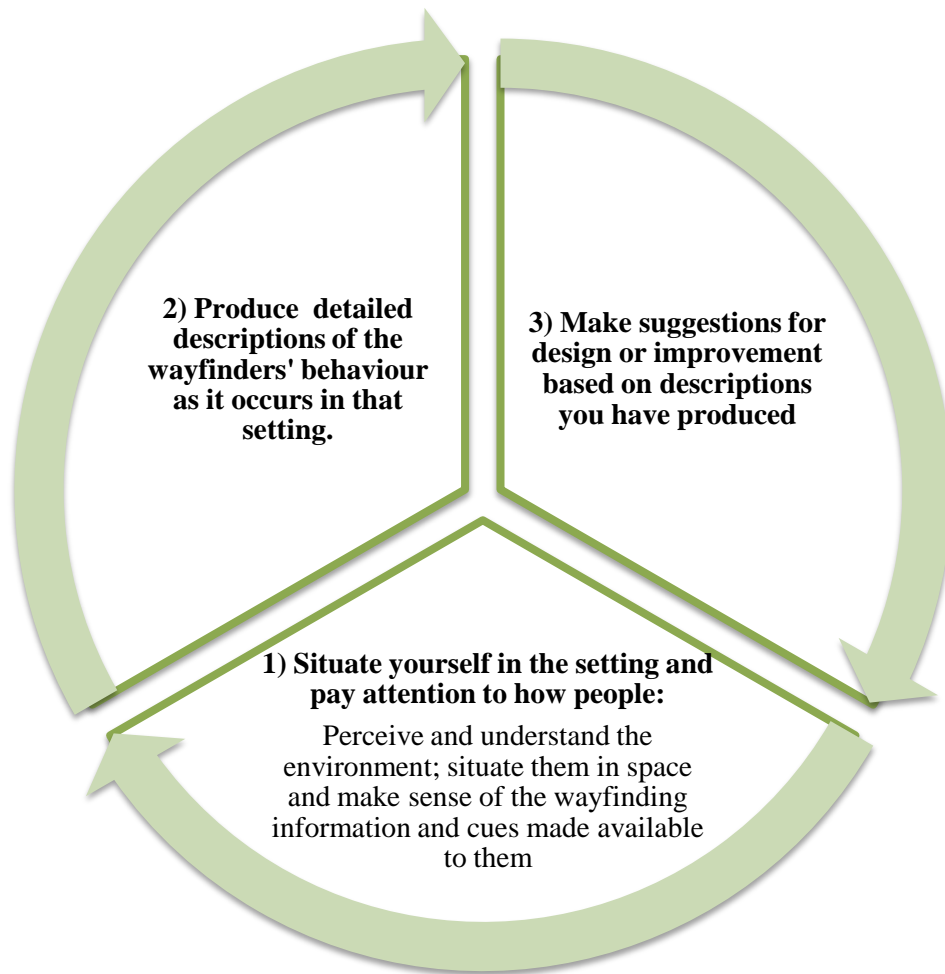 1) Situate yourself in the setting and
pay attention to how people:
Perceive and understand the
environment; situate them in space
and make sense of the wayfinding
information and cues made available
to them
2) Produce  detailed
descriptions of the
wayfinders' behaviour
as it occurs in that
setting.
3) Make suggestions for
design or improvement
based on descriptions
you have produced